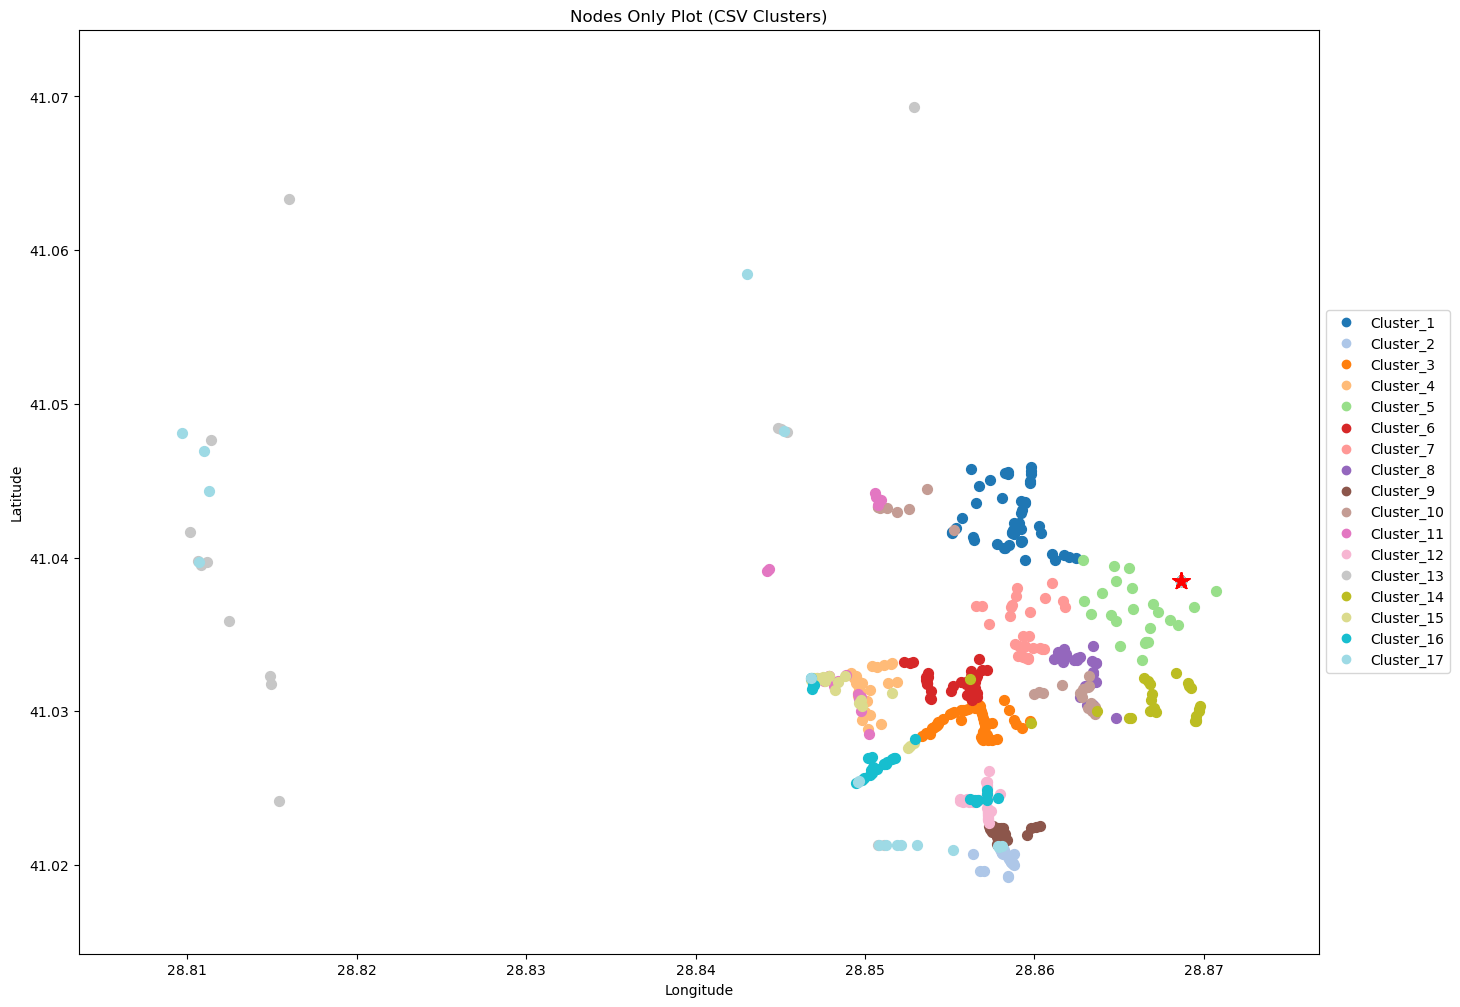 Nodes Only Plot (CSV Clusters)
41.07
41.06
41.05
41.04
41.03
41.02
Latitude
28.81
28.82
28.83
28.84
28.85
28.86
28.87
Longitude
Cluster_1
Cluster_2
Cluster_3
Cluster_4
Cluster_5
Cluster_6
Cluster_7
Cluster_8
Cluster_9
Cluster_10
Cluster_11
Cluster_12
Cluster_13
Cluster_14
Cluster_15
Cluster_16
Cluster_17